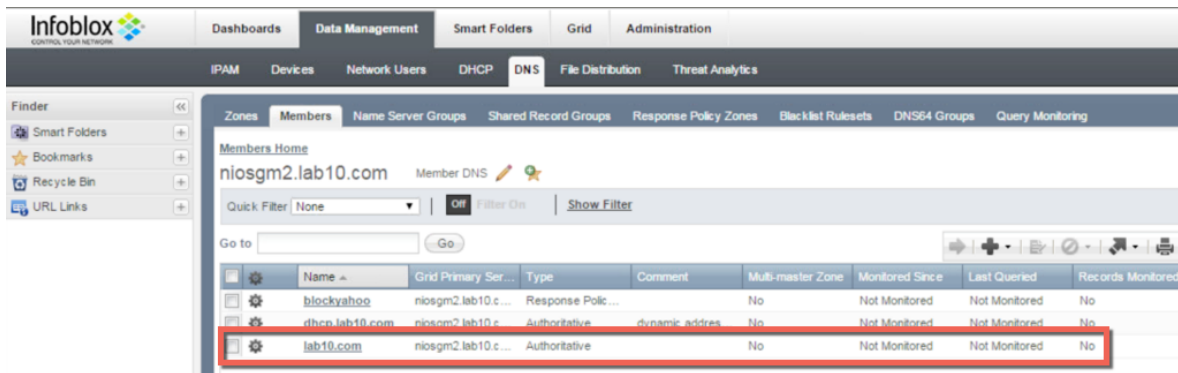 Infoblox
CONTROL YOUR NETWORK
Dashboards Data Management Smart Folders Grid Administration
IPAM Devices Network Users DHCP DNS File Distribution Threat Analytics
Finder
Smart Folders
Bookmarks
Recycle Bin
URL Links
Zones Members Name Server Groups Shared Record Groups Response Policy Zones Blacklist Rulesets DNS64 Groups Query Monitoring
Members Home
niosgm2.lab10.com Member DNS
Quick Filter None Off Filter On Show Filter
Go to Go
Name Grid Primary Ser... Type Comment Multi-master Zone Monitored Since Last Queried Records Monitored
blockyahoo niosgm2.lab10.c... Response Polic... No Not Monitored Not Monitored No
dhcp.lab10.com niosgm2.lab10.c... Authoritative dynamic addres... No Not Monitored Not Monitored No
lab10.com niosgm2.lab10.c... Authoritative No Not Monitored Not Monitored No